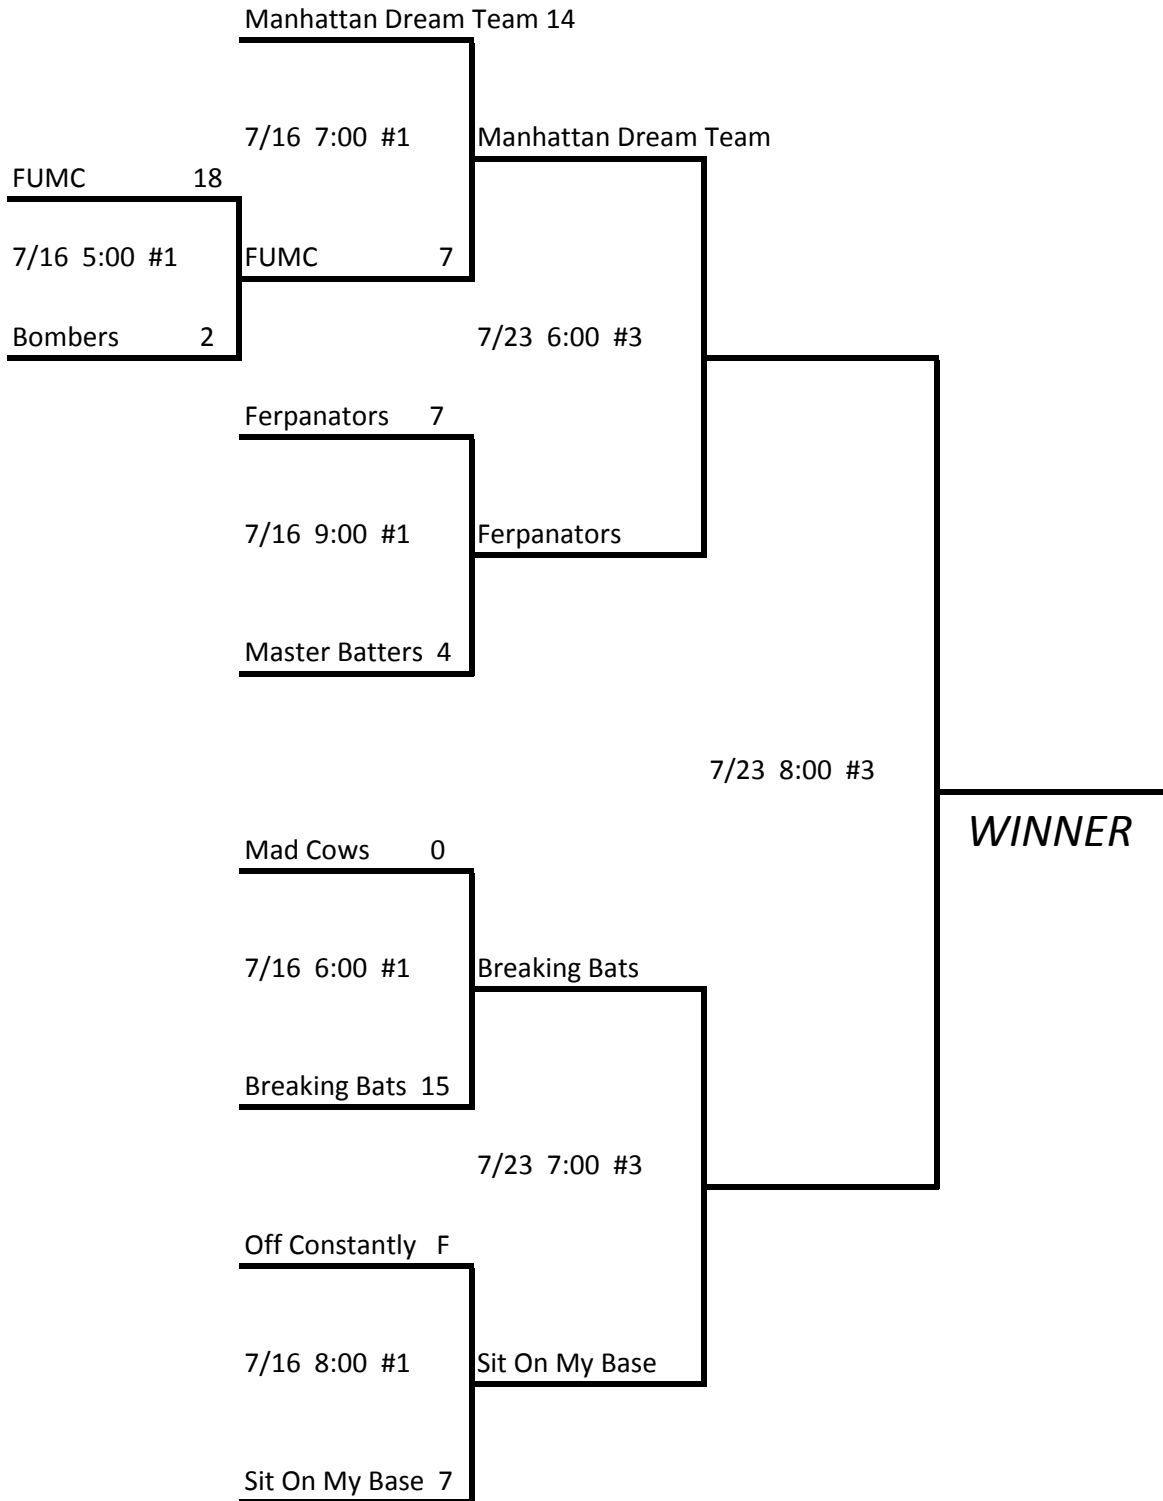 Manhattan Dream Team 14
7/16 7:00 #1
Manhattan Dream Team
FUMC 18
7/16 5:00 #1
FUMC 7
Bombers 2
7/23 6:00 #3
Ferpanators 7
7/16 9:00 #1
Ferpanators
Master Batters 4
7/23 8:00 #3
WINNER
Mad Cows 0
7/16 6:00 #1
Breaking Bats
Breaking Bats 15
7/23 7:00 #3
Off Constantly F
7/16 8:00 #1
Sit On My Base
Sit On My Base 7